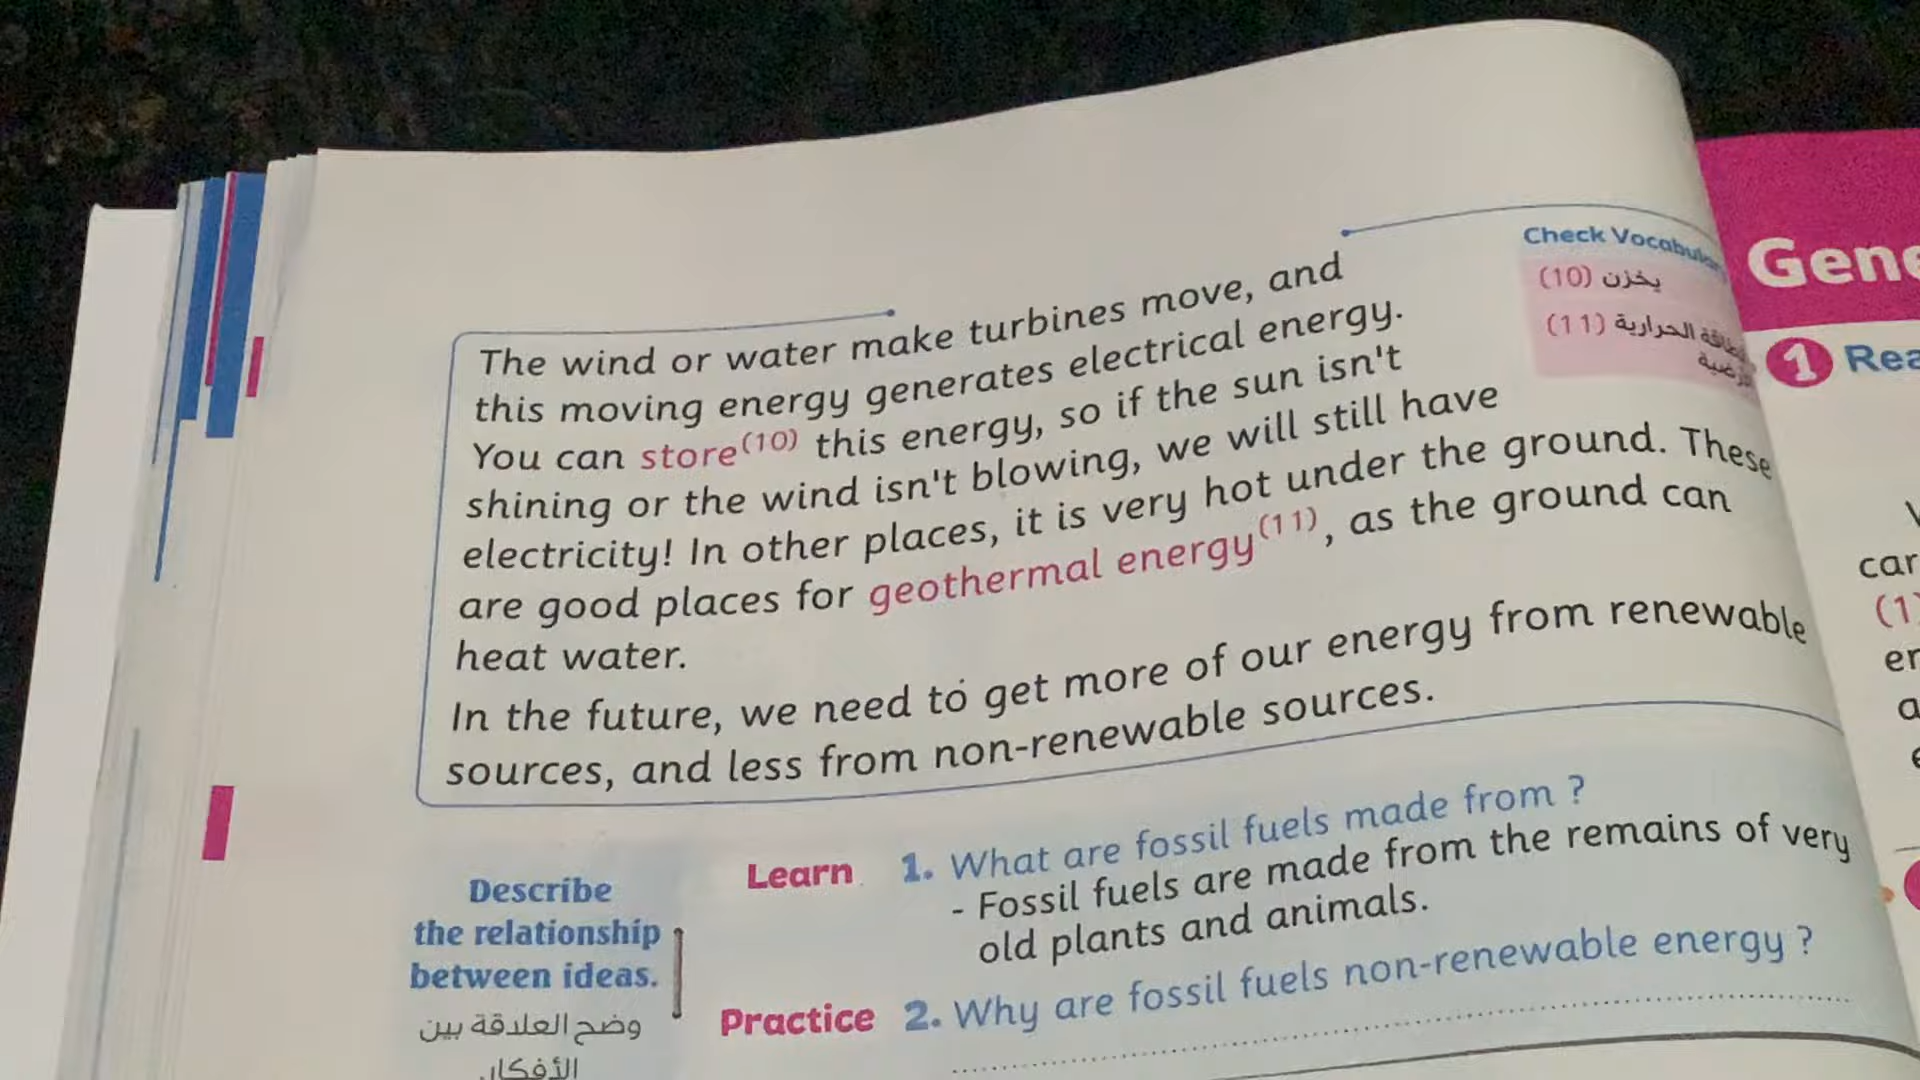 The wind or water make turbines move, and
this moving energy generates electrical energy.
You can store(10) this energy, so if the sun isn't
shining or the wind isn't blowing, we will still have
electricity! In other places, it is very hot under the ground. These
are good places for geothermal energy(11), as the ground can
heat water.
In the future, we need to get more of our energy from renewable
sources, and less from non-renewable sources.
Check Vocabular
(10) يخزن
(11) الحرارية
Describe
the relationship
between ideas.
وضح العلاقة بين
الأفكار.
Learn 1. What are fossil fuels made from ?
- Fossil fuels are made from the remains of very
old plants and animals.
Practice 2. Why are fossil fuels non-renewable energy ?
Gene
1 Rea
car
(1)
er
a